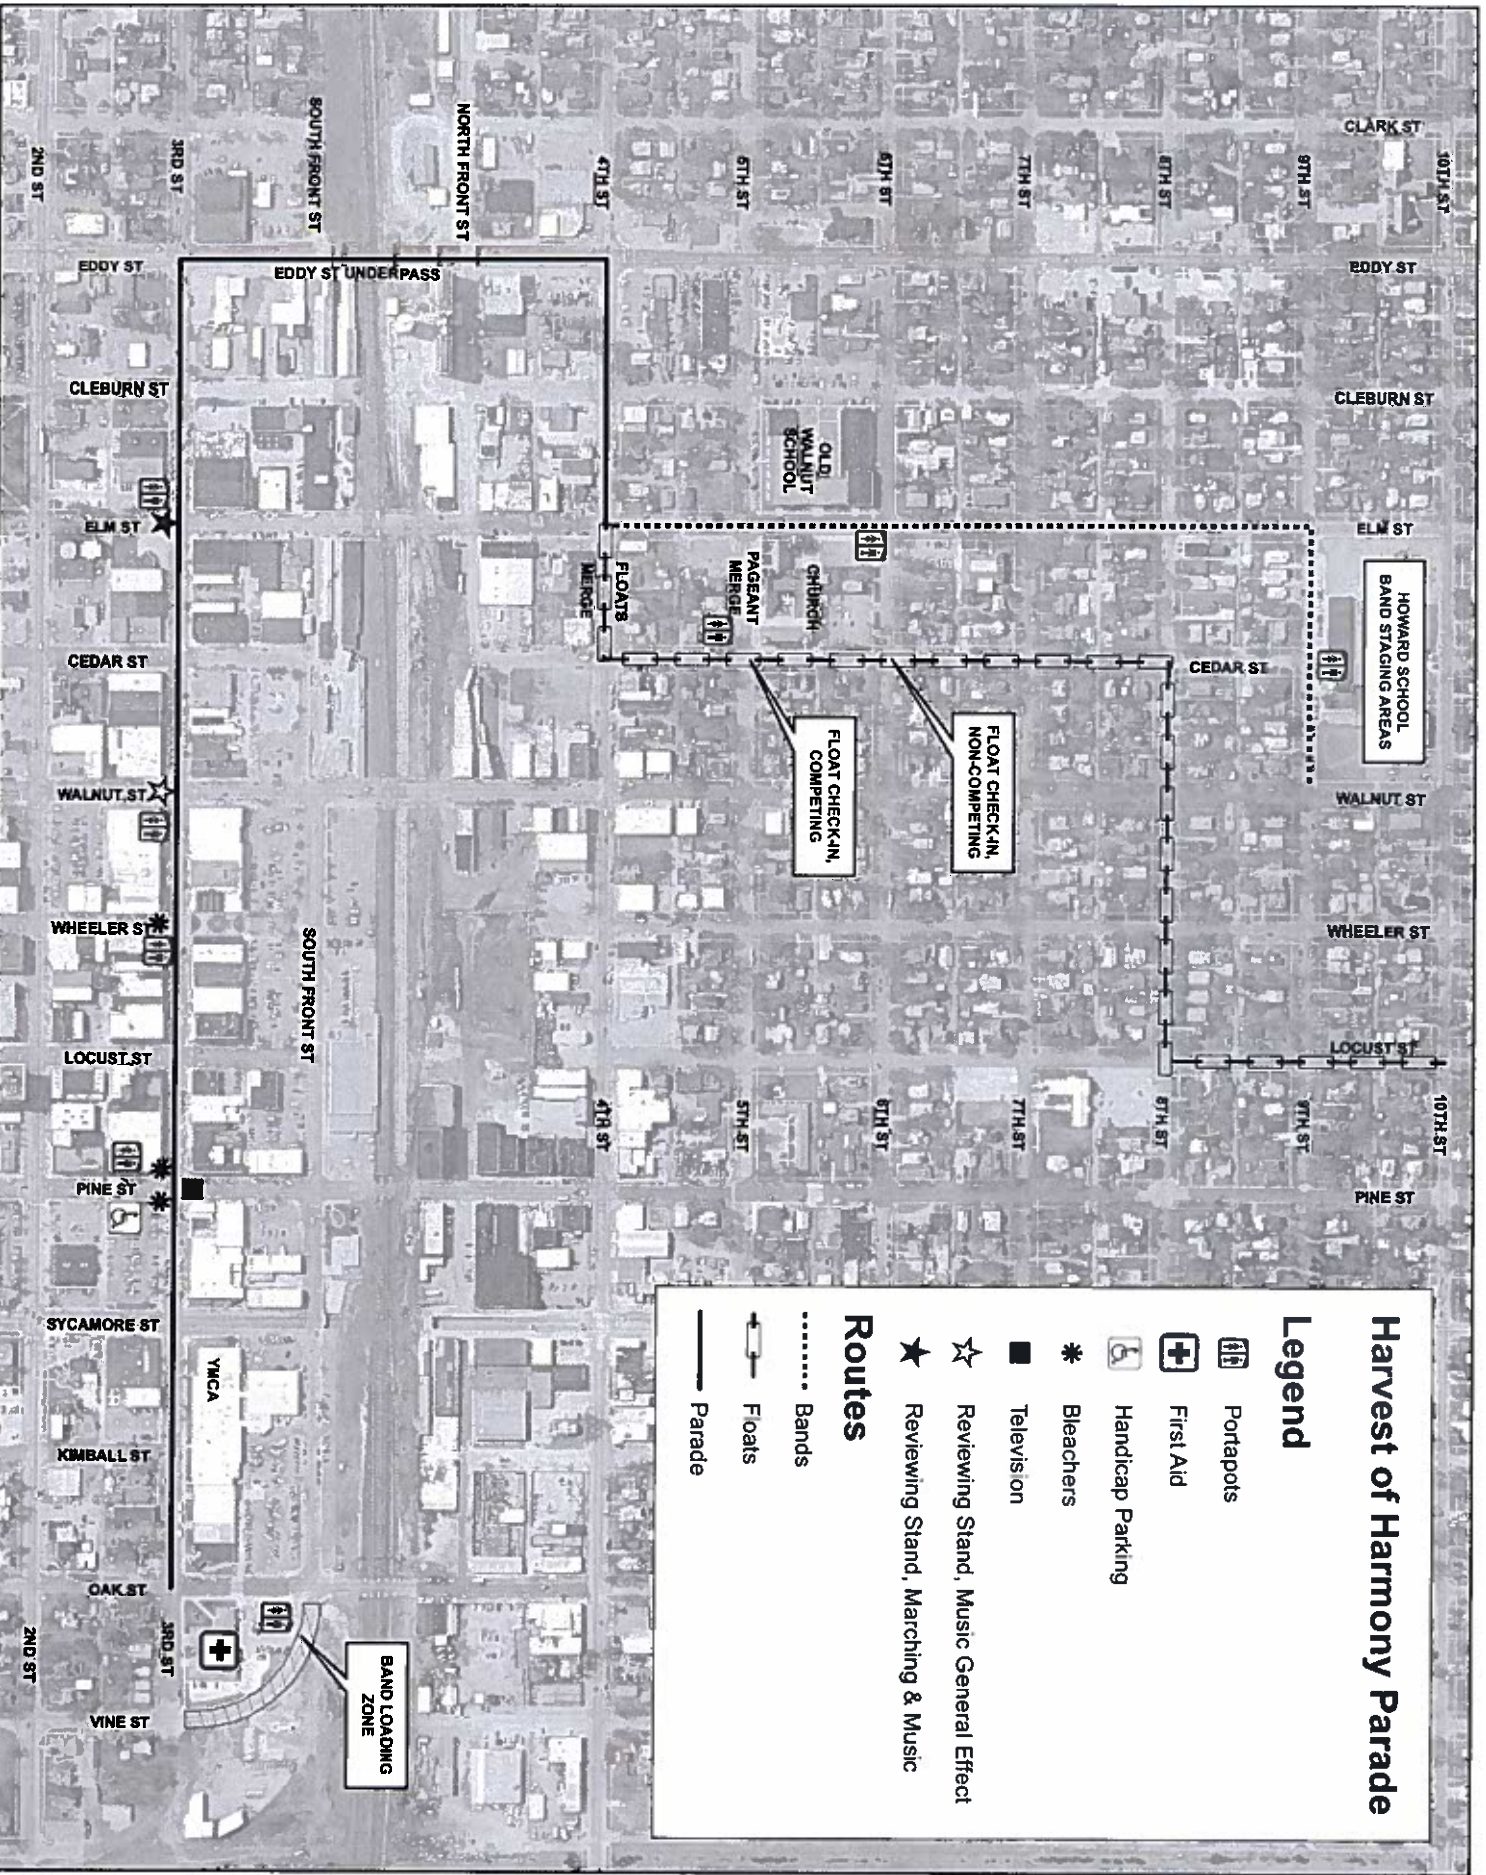 Harvest of Harmony Parade
Legend
Portapots
First Aid
Handicap Parking
Bleachers
Television
Reviewing Stand, Music General Effect
Reviewing Stand, Marching & Music
Routes
Bands
Floats
Parade
HOWARD SCHOOL
BAND STAGING AREAS
10TH ST
9TH ST
8TH ST
7TH ST
6TH ST
5TH ST
4TH ST
NORTH FRONT ST
SOUTH FRONT ST
3RD ST
2ND ST
CLARK ST
EDDY ST
CLEBURN ST
ELM ST
WALNUT ST
WHEELER ST
LOCUST ST
PINE ST
CEDAR ST
10TH ST
9TH ST
8TH ST
7TH ST
6TH ST
5TH ST
4TH ST
OLD
WALNUT
SCHOOL
CHURCH
PAGEANT
MERGE
FLOATS
MERGE
FLOAT CHECK-IN,
NON-COMPETING
FLOAT CHECK-IN,
COMPETING
EDDY ST UNDERPASS
SOUTH FRONT ST
YMCA
BAND LOADING
ZONE
EDDY ST
CLEBURN ST
ELM ST
CEDAR ST
WALNUT ST
WHEELER ST
LOCUST ST
PINE ST
SYCAMORE ST
KIMBALL ST
OAK ST
VINE ST
3RD ST
2ND ST